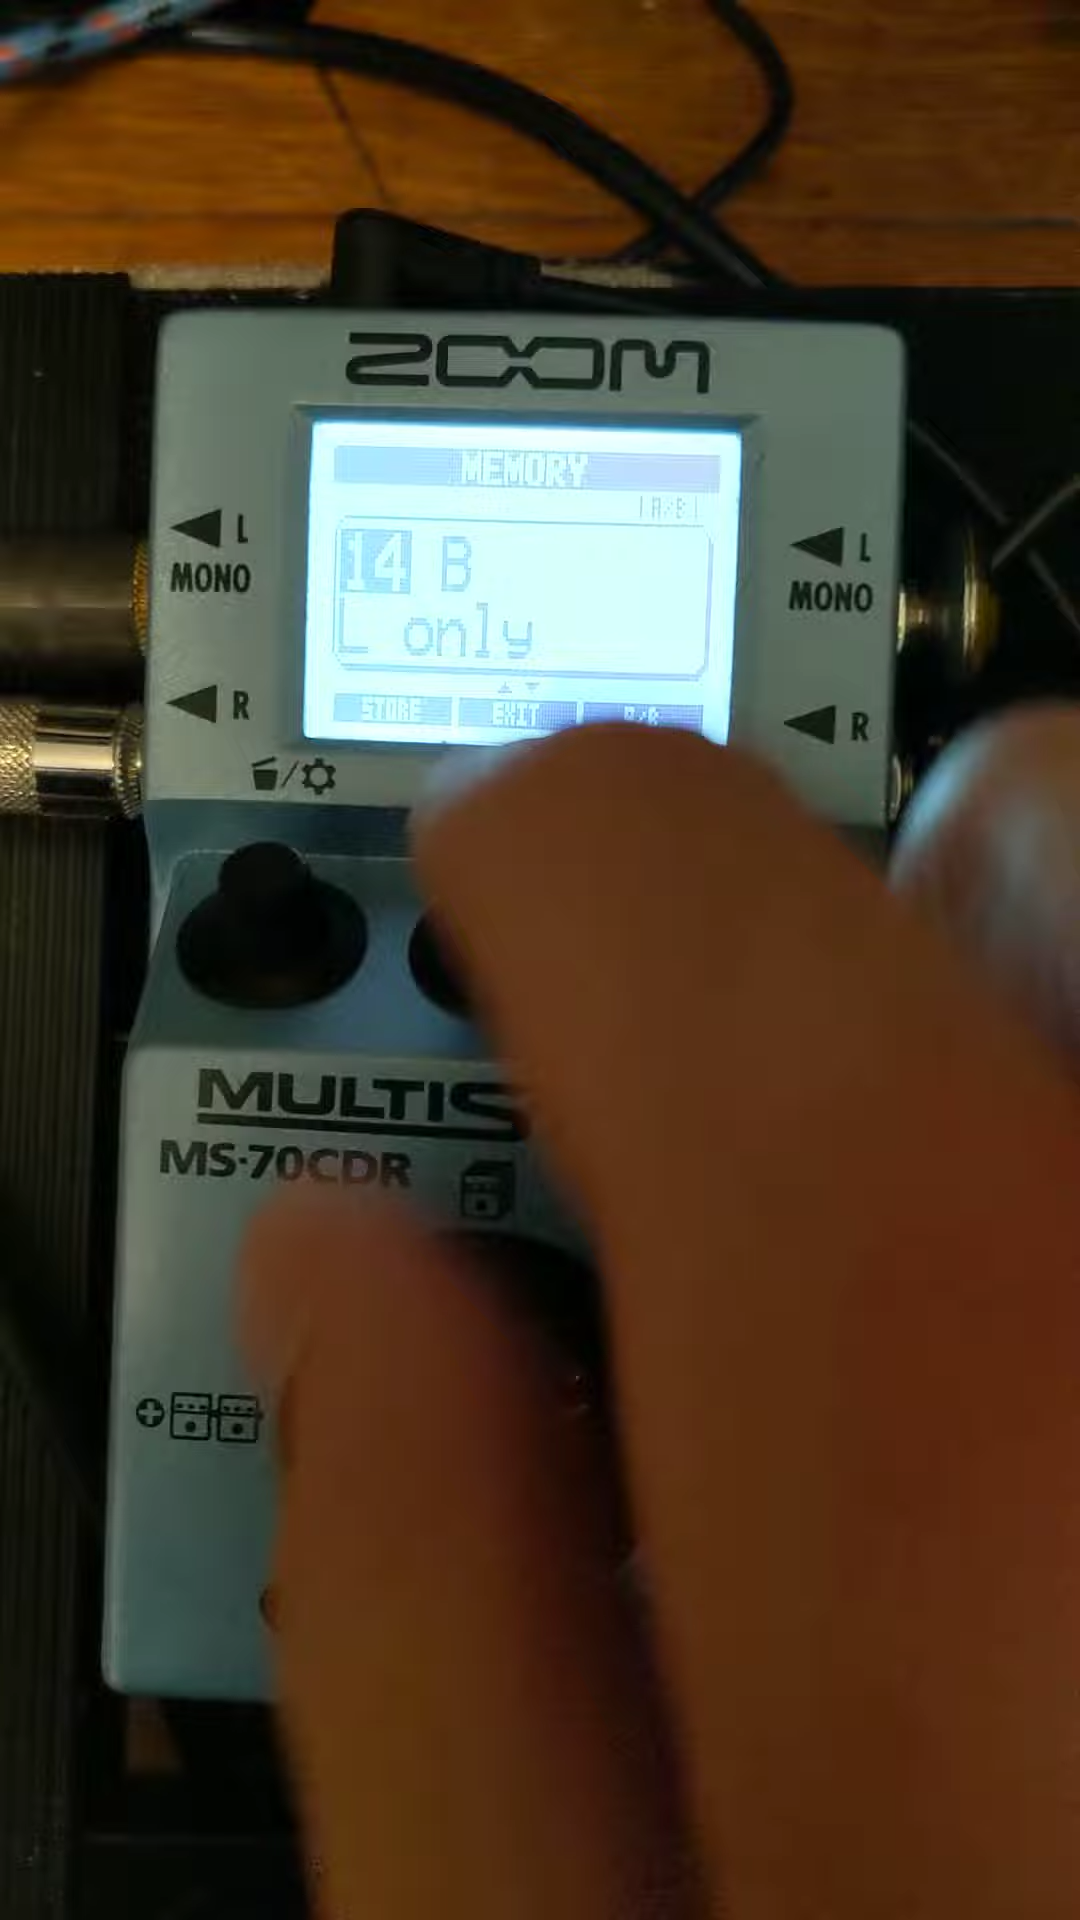 ZOOM
MEMORY
A/B
14 B
L only
STORE EXIT
L
MONO
R
L
MONO
R
MULTIS
MS-70CDR